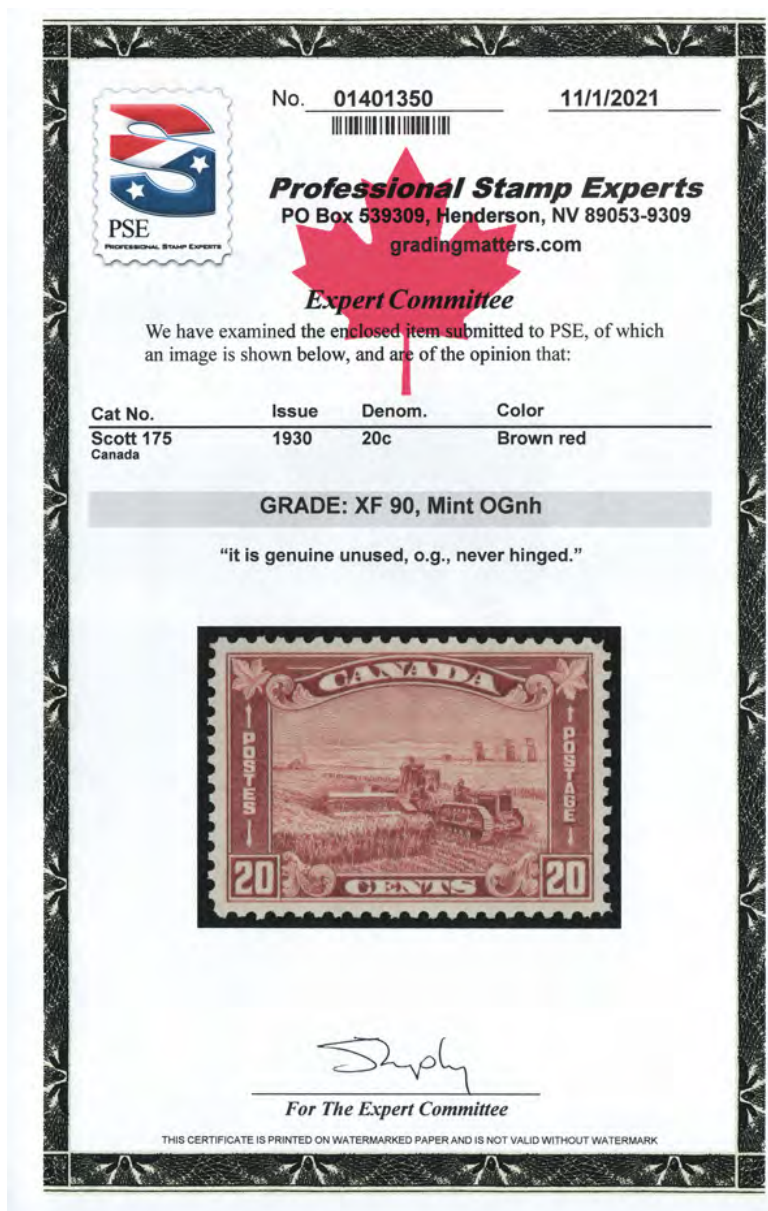 No. 01401350 11/1/2021
PSE
PROFESSIONAL STAMP EXPERTS
Professional Stamp Experts
PO Box 539309, Henderson, NV 89053-9309
gradingmatters.com
Expert Committee
We have examined the enclosed item submitted to PSE, of which
an image is shown below, and are of the opinion that:
Cat No. Issue Denom. Color
Scott 175 1930 20c Brown red
Canada
GRADE: XF 90, Mint OGnh
“it is genuine unused, o.g., never hinged.”
CANADA
POSTES
POSTAGE
20 CENTS 20
For The Expert Committee
THIS CERTIFICATE IS PRINTED ON WATERMARKED PAPER AND IS NOT VALID WITHOUT WATERMARK